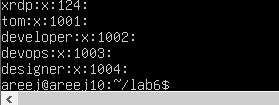 xrdp:x:124:
tom:x:1001:
developer:x:1002:
devops:x:1003:
designer:x:1004:
areej@areej10:~/lab6$